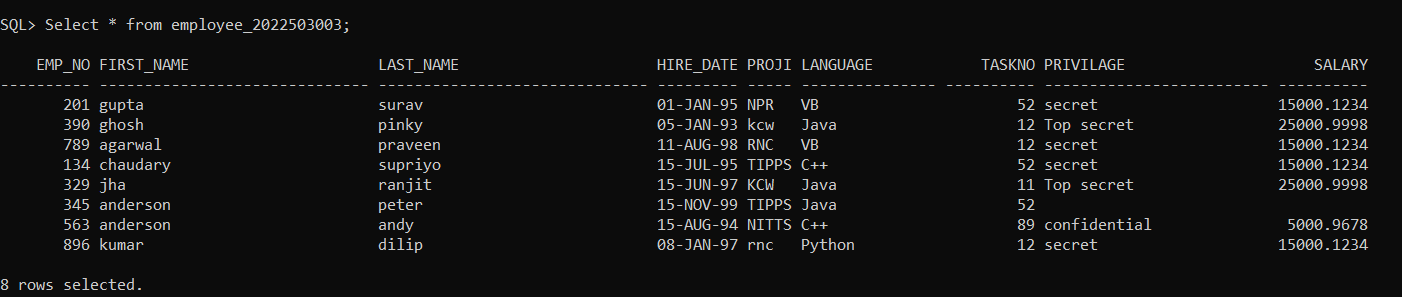 SQL> Select * from employee_2022503003;
EMP_NO FIRST_NAME LAST_NAME HIRE_DATE PROJI LANGUAGE TASKNO PRIVILAGE SALARY
---------- ------------------------------ ------------------------------ --------- ----- --------------- ---------- ------------------------- ----------
201 gupta surav 01-JAN-95 NPR VB 52 secret 15000.1234
390 ghosh pinky 05-JAN-93 kcw Java 12 Top secret 25000.9998
789 agarwal praveen 11-AUG-98 RNC VB 12 secret 15000.1234
134 chaudary supriyo 15-JUL-95 TIPPS C++ 52 secret 15000.1234
329 jha ranjit 15-JUN-97 KCW Java 11 Top secret 25000.9998
345 anderson peter 15-NOV-99 TIPPS Java 52
563 anderson andy 15-AUG-94 NITTS C++ 89 confidential 5000.9678
896 kumar dilip 08-JAN-97 rnc Python 12 secret 15000.1234
8 rows selected.